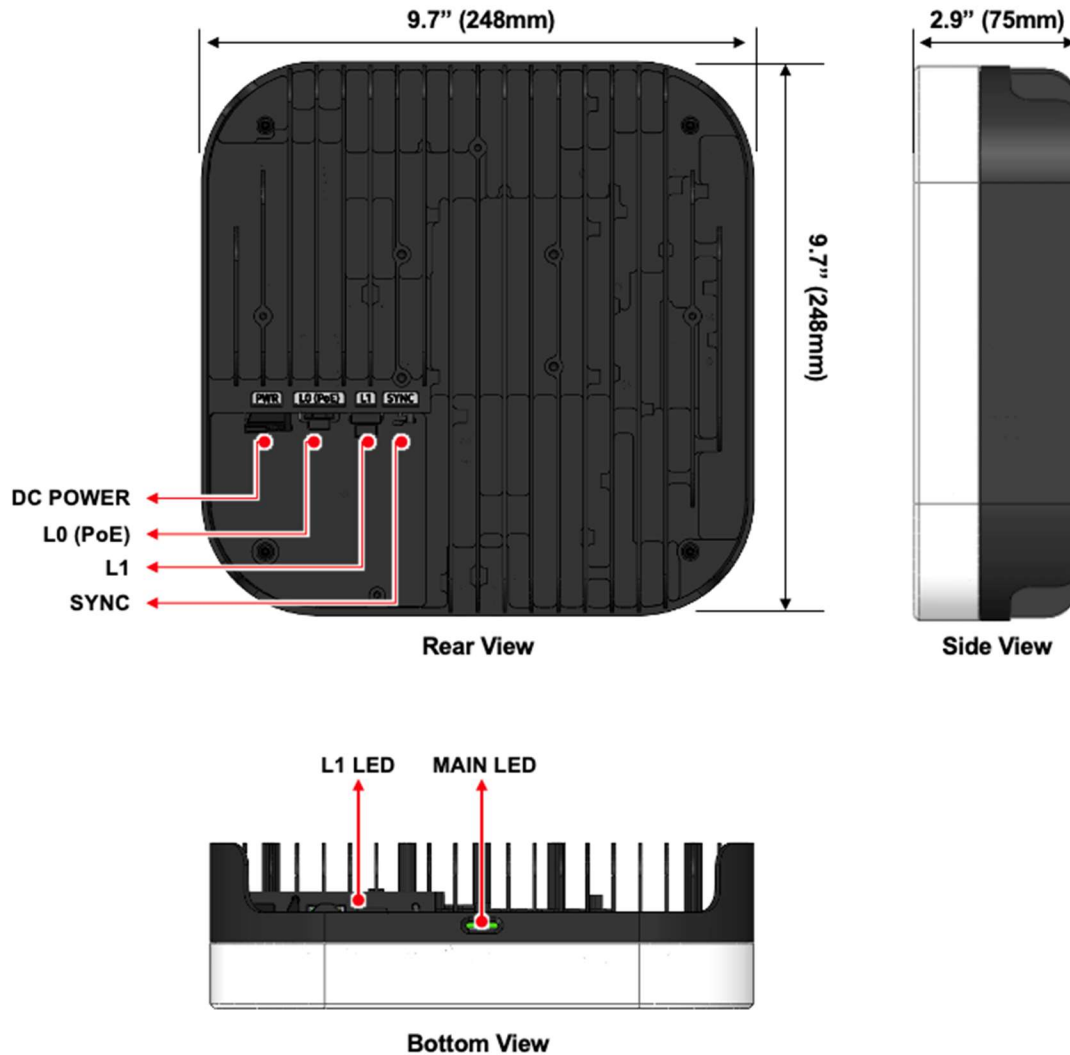 9.7” (248mm)
2.9” (75mm)
9.7” (248mm)
PWR L0 (PoE) L1 SYNC
DC POWER
L0 (PoE)
L1
SYNC
Rear View
Side View
L1 LED
MAIN LED
Bottom View